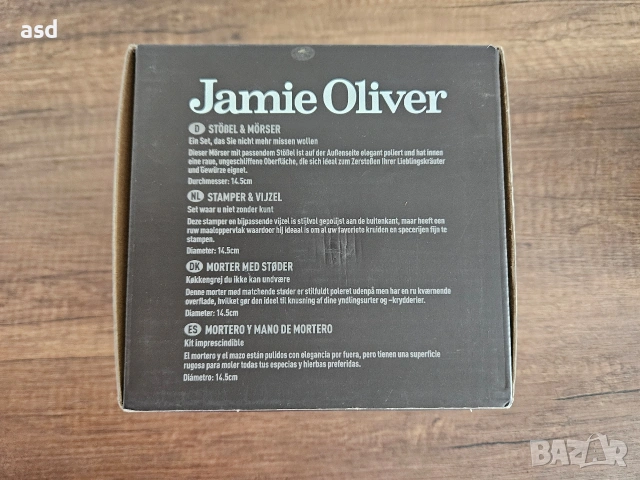 asd
Jamie Oliver
D STÖßEL & MÖRSER
Ein Set, das Sie nicht mehr missen wollen
Dieser Mörser mit passendem Stößel ist auf der Außenseite elegant poliert und hat innen
eine raue, ungeschliffene Oberfläche, die sich ideal zum Zerstoßen Ihrer Lieblingskräuter
und Gewürze eignet.
Durchmesser: 14.5cm
NL STAMPER & VIJZEL
Set waar u niet zonder kunt
Deze stamper en bijpassende vijzel is stijlvol gepolijst aan de buitenkant, maar heeft een
ruw maaloppervlak waardoor hij ideaal is om al uw favoriete kruiden en specerijen fijn te
stampen.
Diameter: 14.5cm
DK MORTER MED STØDER
Køkkengrej du ikke kan undvære
Denne morter med matchende støder er stilfuldt poleret udenpå men har en ru kværnende
overflade, hvilket gør den ideel til knusning af dine yndlingsurter og -krydderier.
Diameter: 14.5cm
ES MORTERO Y MANO DE MORTERO
Kit imprescindible
El mortero y el mazo están pulidos con elegancia por fuera, pero tienen una superficie
rugosa para moler todas tus especias y hierbas preferidas.
Diámetro: 14.5cm
BAZAR